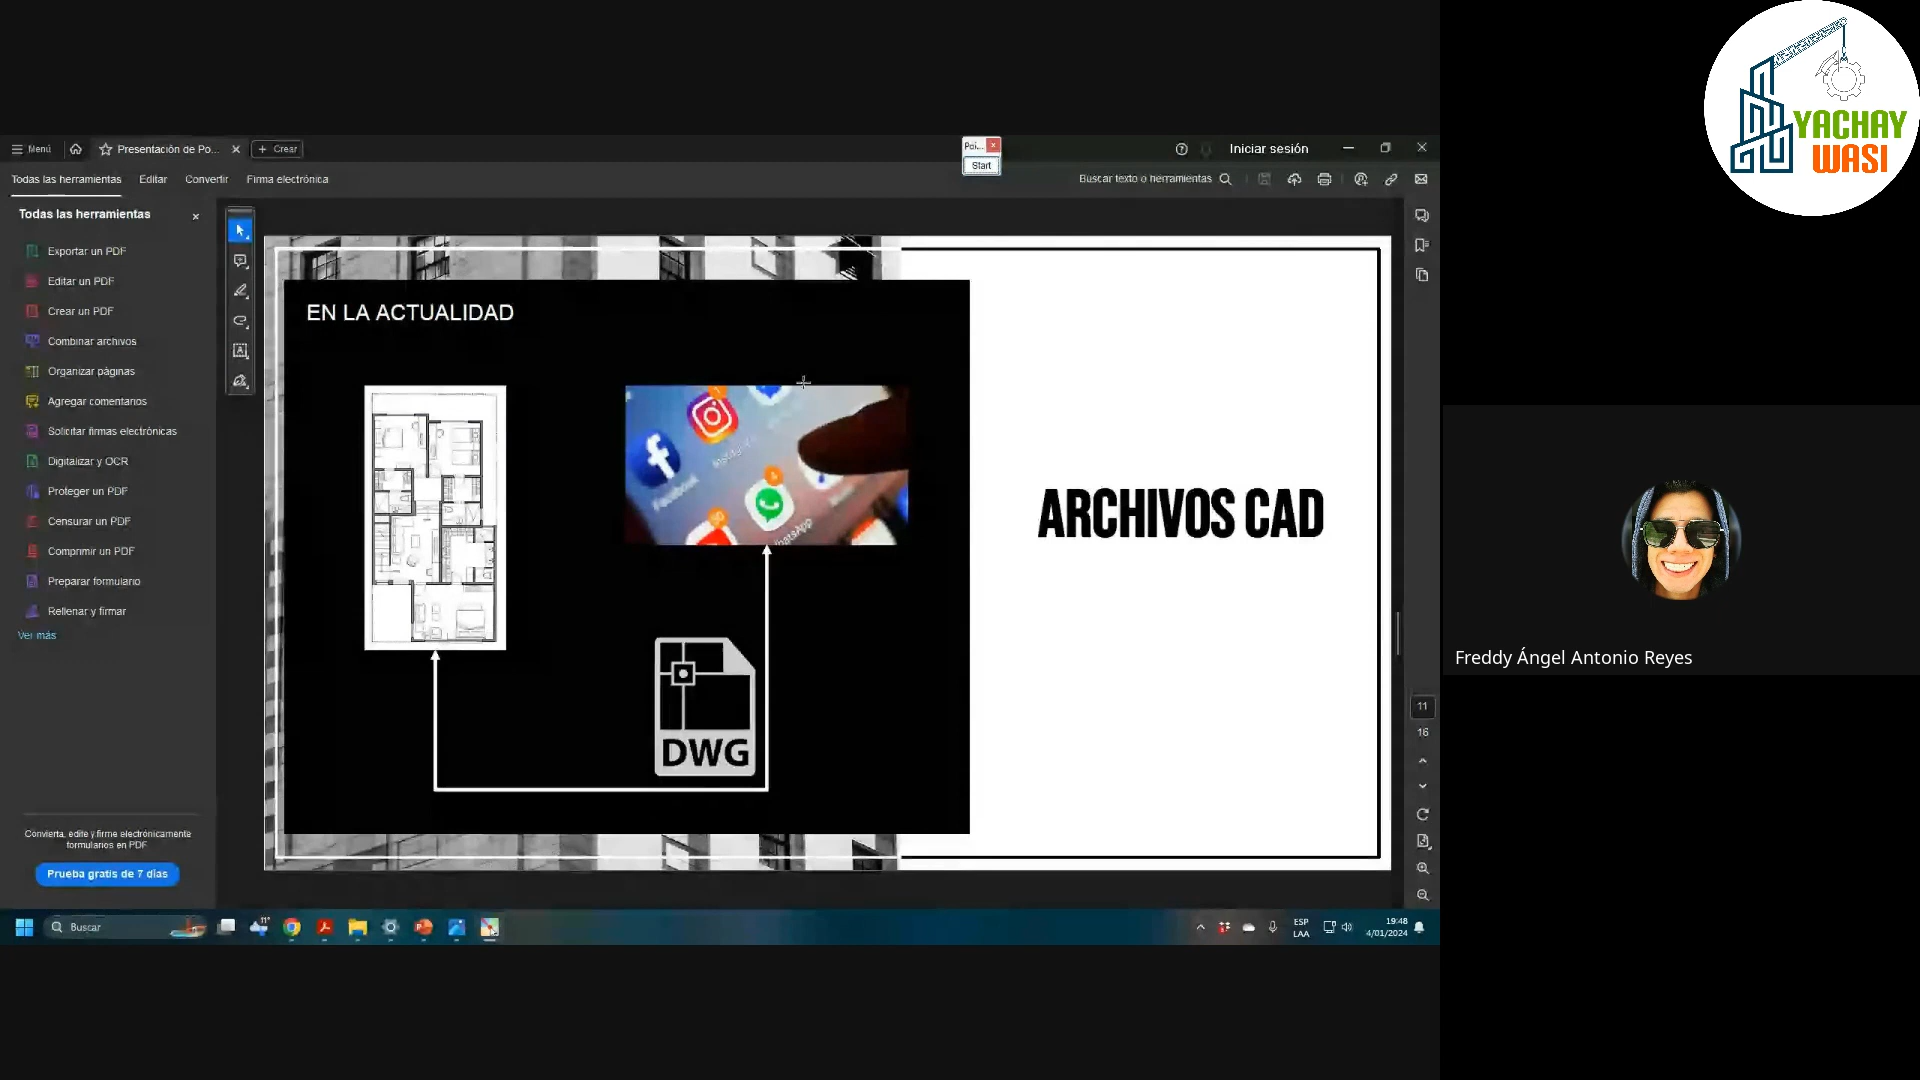 YACHAY
WASI
Menú
Presentación de Po...
Crear
Poi...
Start
Iniciar sesión
Todas las herramientas
Editar
Convertir
Firma electrónica
Buscar texto o herramientas
Todas las herramientas
Exportar un PDF
Editar un PDF
Crear un PDF
Combinar archivos
Organizar páginas
Agregar comentarios
Solicitar firmas electrónicas
Digitalizar y OCR
Proteger un PDF
Censurar un PDF
Comprimir un PDF
Preparar formulario
Rellenar y firmar
Ver más
Convierta, edite y firme electrónicamente
formularios en PDF
Prueba gratis de 7 días
EN LA ACTUALIDAD
Facebook
DWG
ARCHIVOS CAD
11
16
Freddy Ángel Antonio Reyes
Buscar
11°
ESP
LAA
19:48
4/01/2024